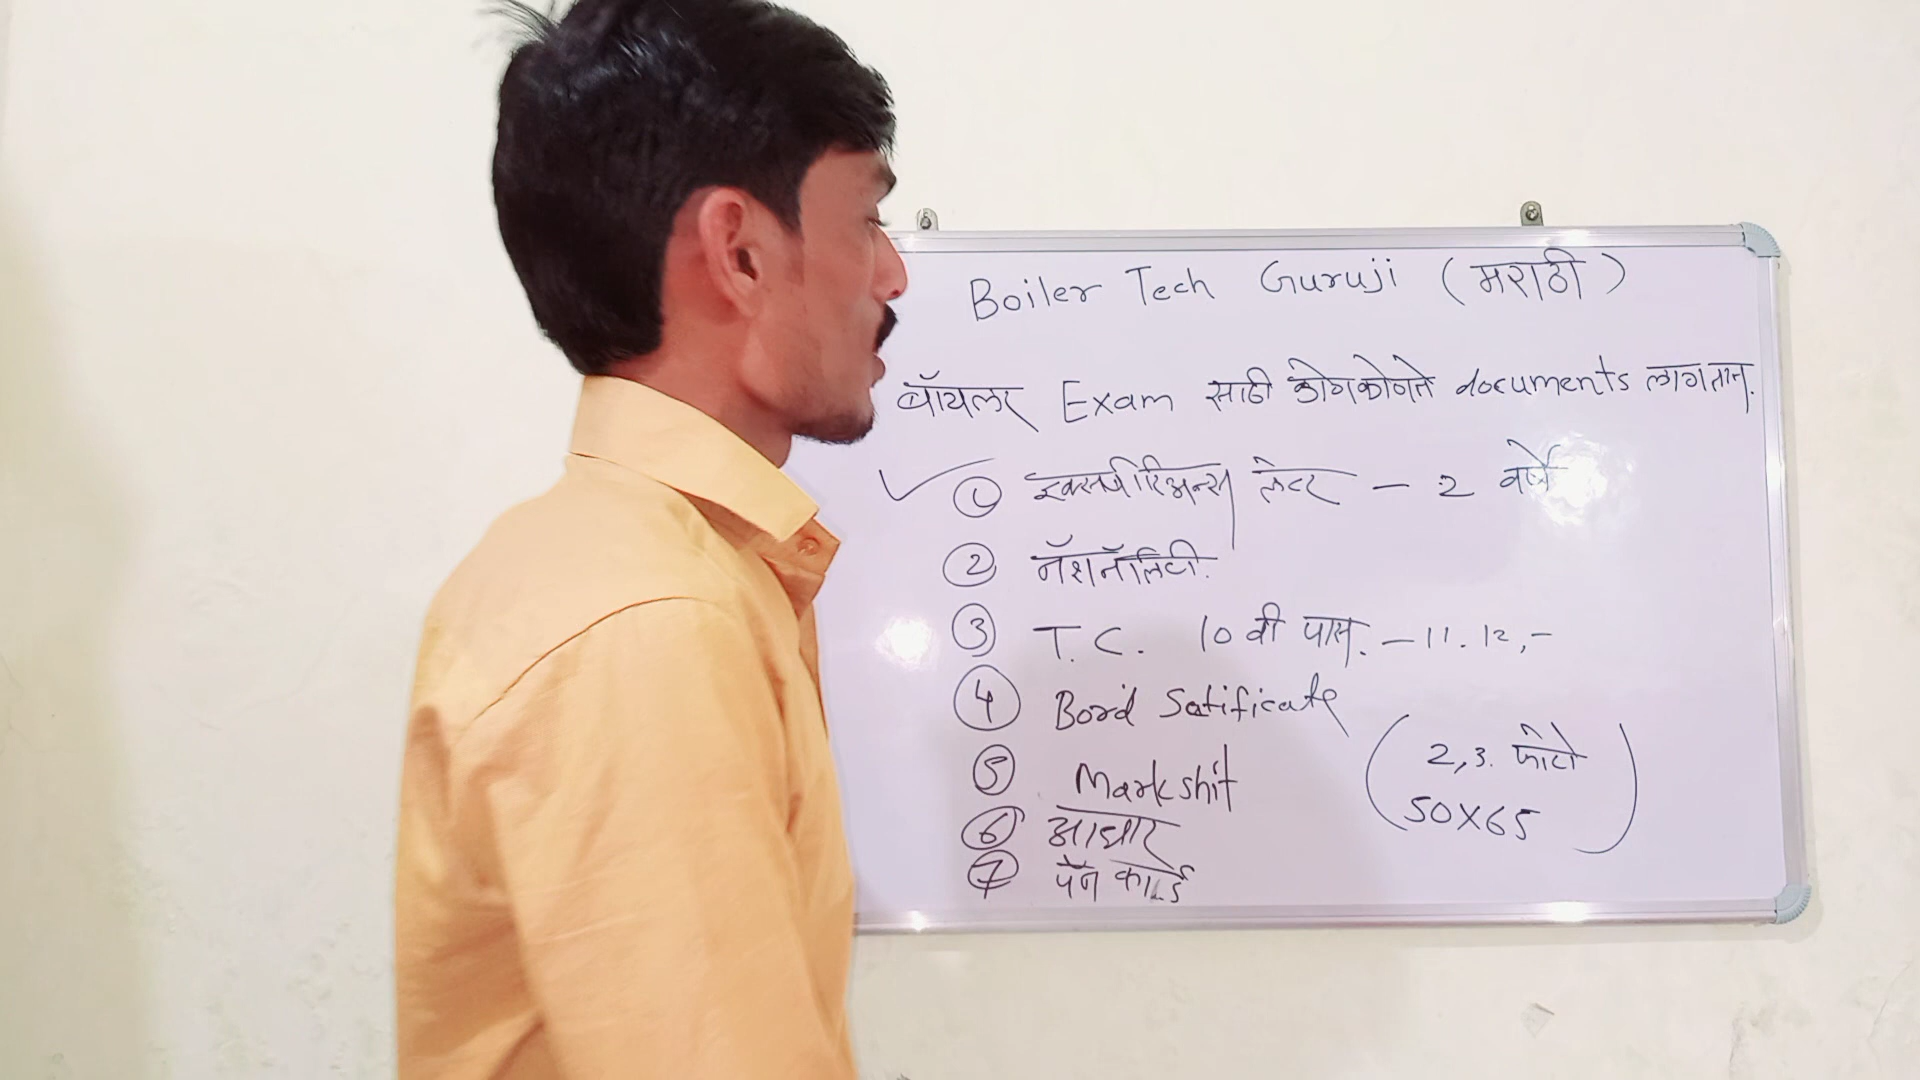 Boiler Tech Guruji (मराठी)
बॉयलर Exam साठी कोणकोणते documents लागतात.
① इक्सपीरिअन्स लेटर - 2 वर्षे
② नॅशनॅलिटी.
③ T.C. 10 वी पास. - 11. 12, -
④ Bord Satificate
⑤ Markshit
⑥ आधार
⑦ पॅन कार्ड
(2,3. फोटो
50X65)